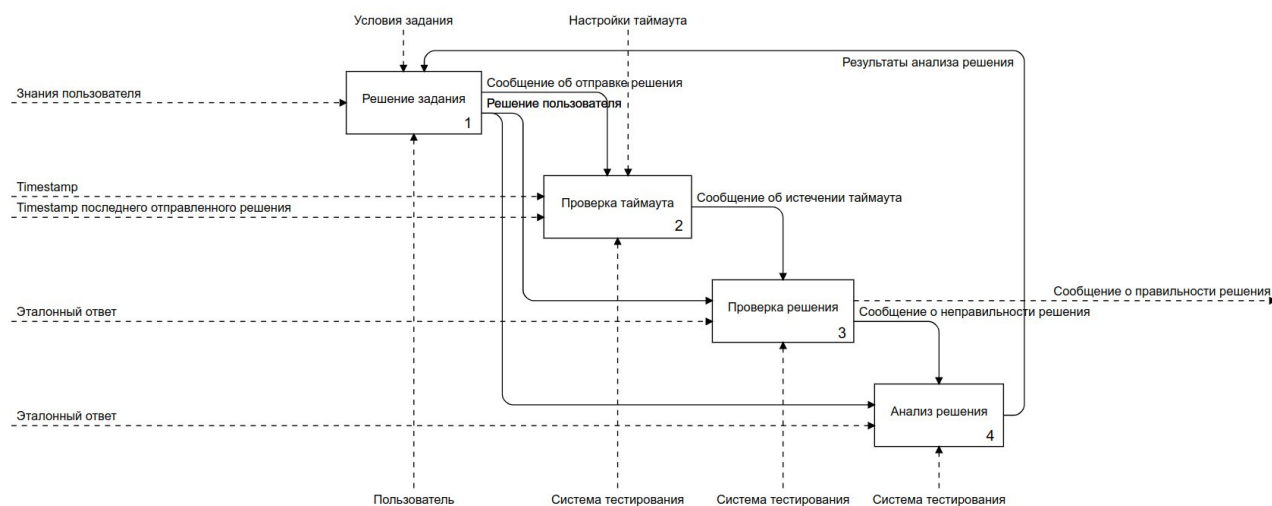 Условия задания
Настройки таймаута
Результаты анализа решения
Знания пользователя
Решение задания
1
Сообщение об отправке решения
Решение пользователя
Timestamp
Timestamp последнего отправленного решения
Проверка таймаута
2
Сообщение об истечении таймаута
Эталонный ответ
Проверка решения
3
Сообщение о правильности решения
Сообщение о неправильности решения
Эталонный ответ
Анализ решения
4
Пользователь
Система тестирования
Система тестирования
Система тестирования